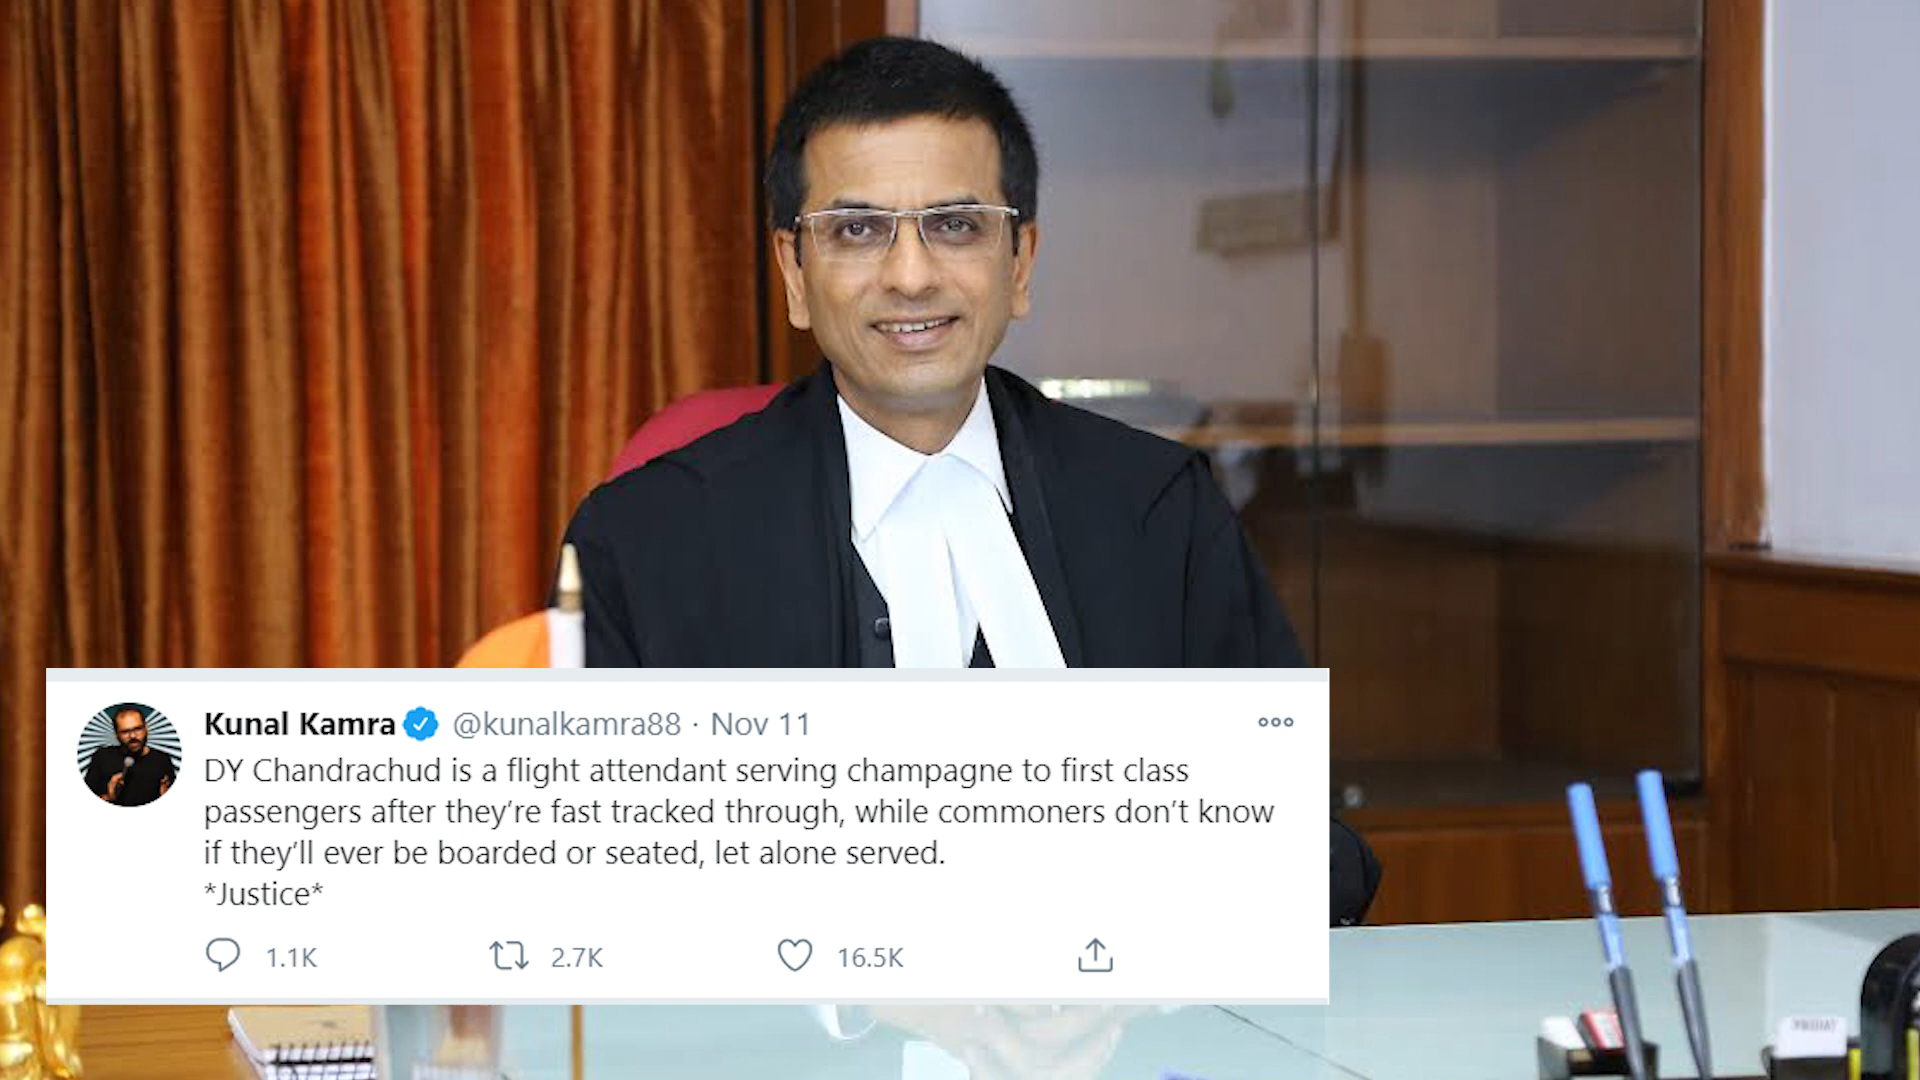 Kunal Kamra @kunalkamra88 · Nov 11
DY Chandrachud is a flight attendant serving champagne to first class
passengers after they’re fast tracked through, while commoners don’t know
if they’ll ever be boarded or seated, let alone served.
*Justice*
1.1K 2.7K 16.5K